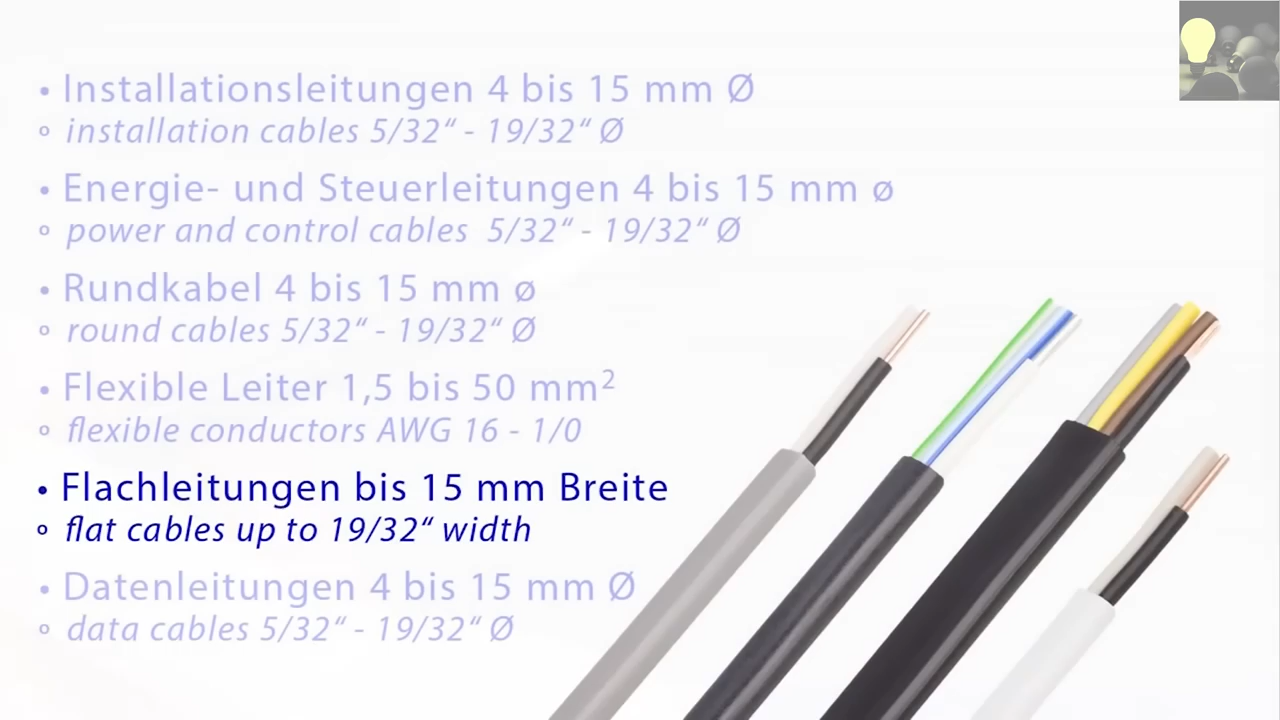 • Installationsleitungen 4 bis 15 mm Ø
° installation cables 5/32“ - 19/32“ Ø
• Energie- und Steuerleitungen 4 bis 15 mm ø
° power and control cables 5/32“ - 19/32“ Ø
• Rundkabel 4 bis 15 mm ø
° round cables 5/32“ - 19/32“ Ø
• Flexible Leiter 1,5 bis 50 mm²
° flexible conductors AWG 16 - 1/0
• Flachleitungen bis 15 mm Breite
° flat cables up to 19/32“ width
• Datenleitungen 4 bis 15 mm Ø
° data cables 5/32“ - 19/32“ Ø